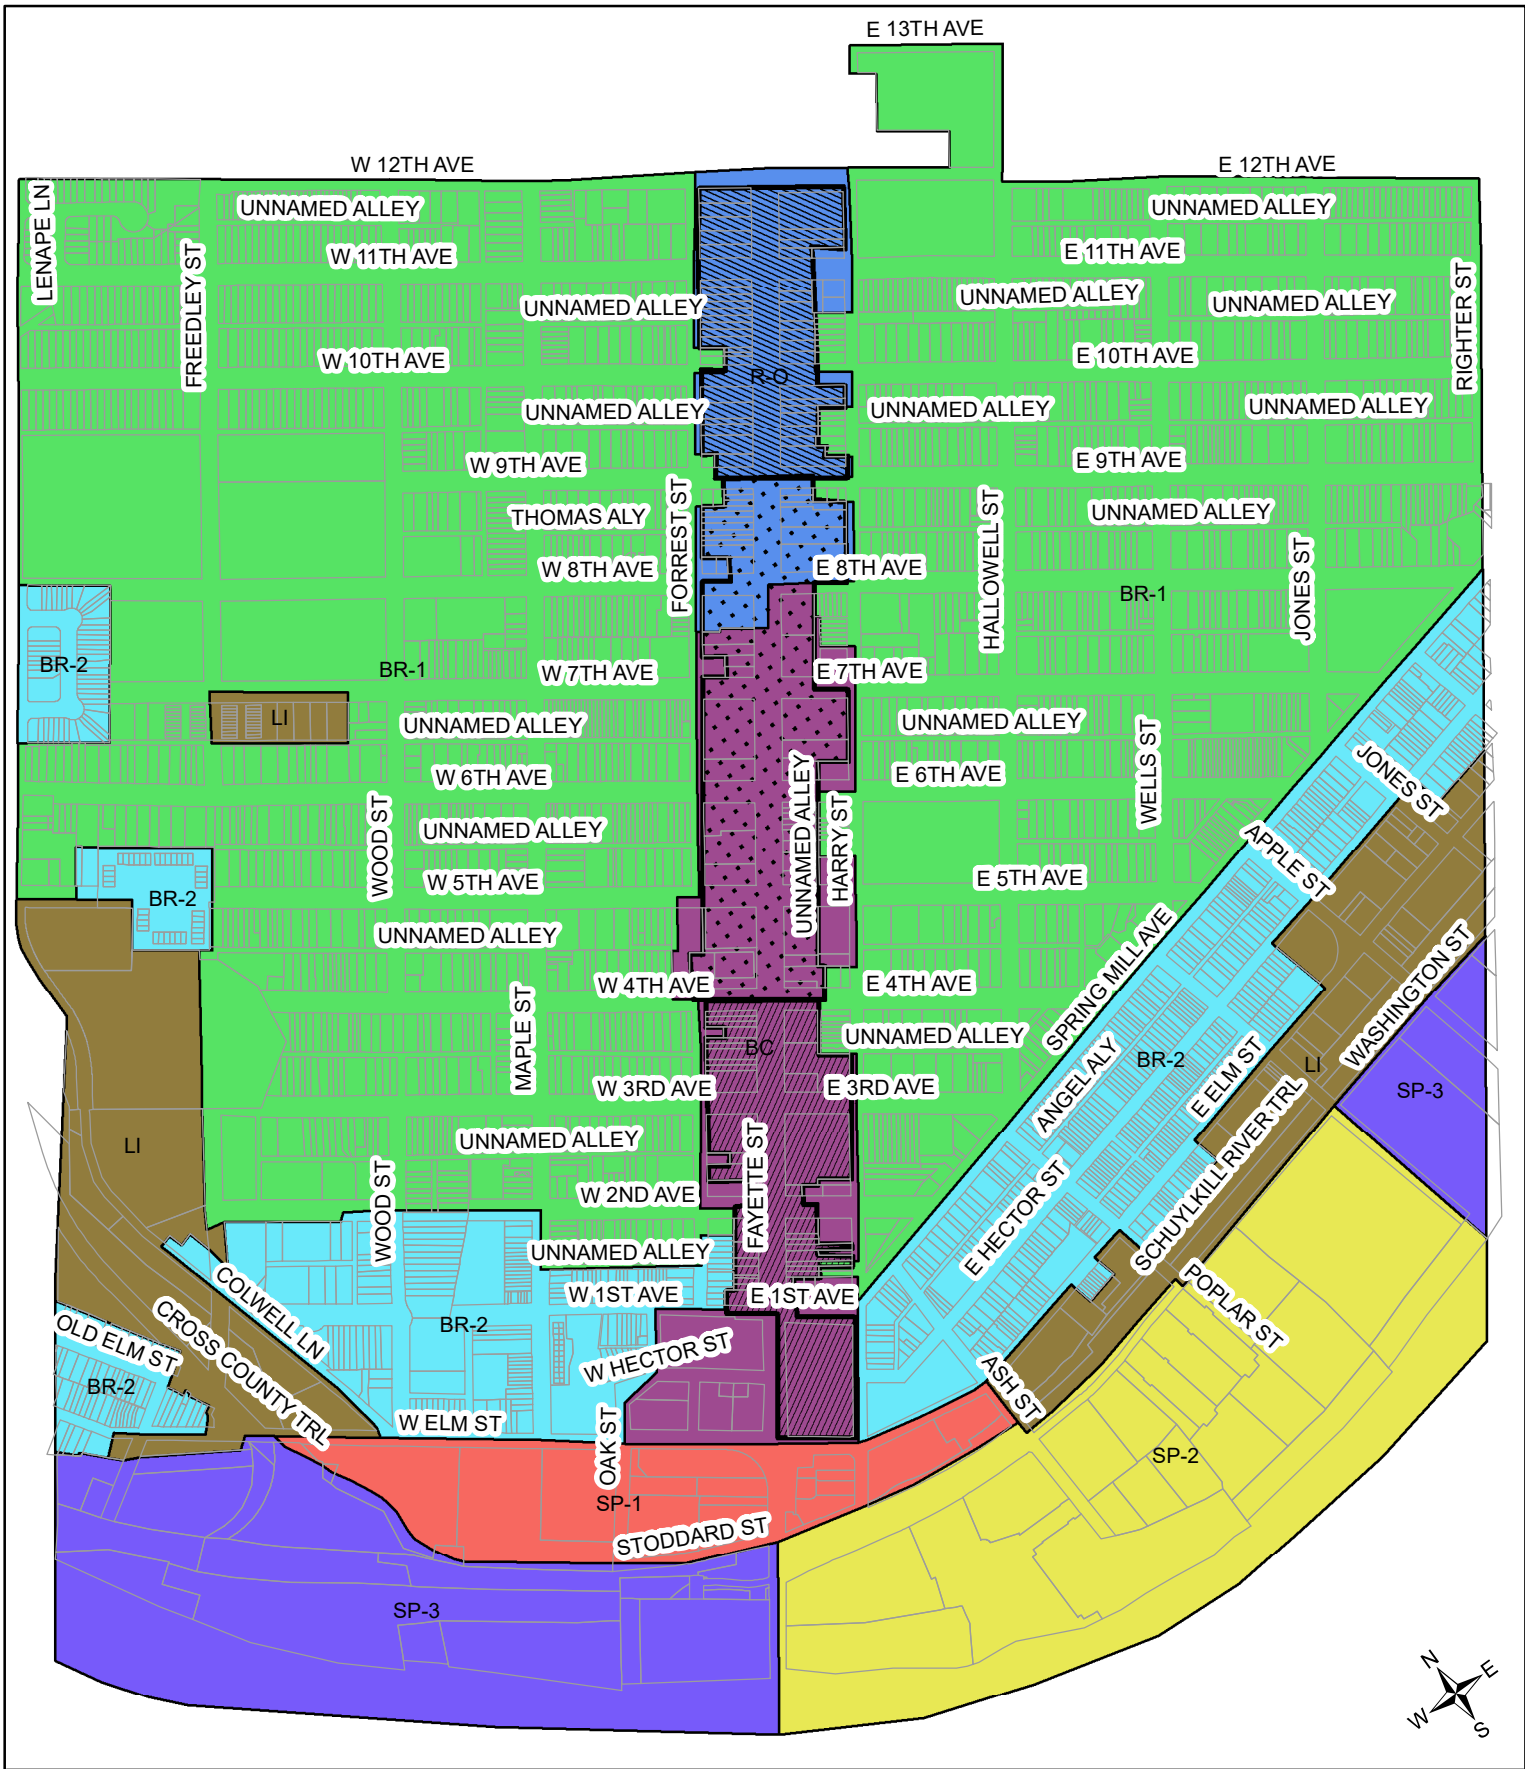 E 13TH AVE
W 12TH AVE
E 12TH AVE
LENAPE LN
UNNAMED ALLEY
UNNAMED ALLEY
FREEDLEY ST
W 11TH AVE
E 11TH AVE
RIGHTER ST
UNNAMED ALLEY
UNNAMED ALLEY
UNNAMED ALLEY
W 10TH AVE
E 10TH AVE
R-O
UNNAMED ALLEY
UNNAMED ALLEY
UNNAMED ALLEY
W 9TH AVE
E 9TH AVE
FORREST ST
THOMAS ALY
HALLOWELL ST
UNNAMED ALLEY
W 8TH AVE
E 8TH AVE
JONES ST
BR-1
BR-2
BR-1
W 7TH AVE
E 7TH AVE
LI
UNNAMED ALLEY
UNNAMED ALLEY
WELLS ST
W 6TH AVE
UNNAMED ALLEY
E 6TH AVE
JONES ST
WOOD ST
UNNAMED ALLEY
HARRY ST
APPLE ST
BR-2
W 5TH AVE
E 5TH AVE
UNNAMED ALLEY
SPRING MILL AVE
WASHINGTON ST
W 4TH AVE
E 4TH AVE
MAPLE ST
BC
UNNAMED ALLEY
ANGEL ALY
BR-2
E ELM ST
LI
SP-3
W 3RD AVE
E 3RD AVE
LI
UNNAMED ALLEY
FAYETTE ST
SCHUYLKILL RIVER TRL
WOOD ST
W 2ND AVE
E HECTOR ST
UNNAMED ALLEY
COLWELL LN
W 1ST AVE
E 1ST AVE
POPLAR ST
OLD ELM ST
CROSS COUNTY TRL
BR-2
W HECTOR ST
BR-2
ASH ST
W ELM ST
OAK ST
SP-2
SP-1
STODDARD ST
SP-3
N
E
W
S